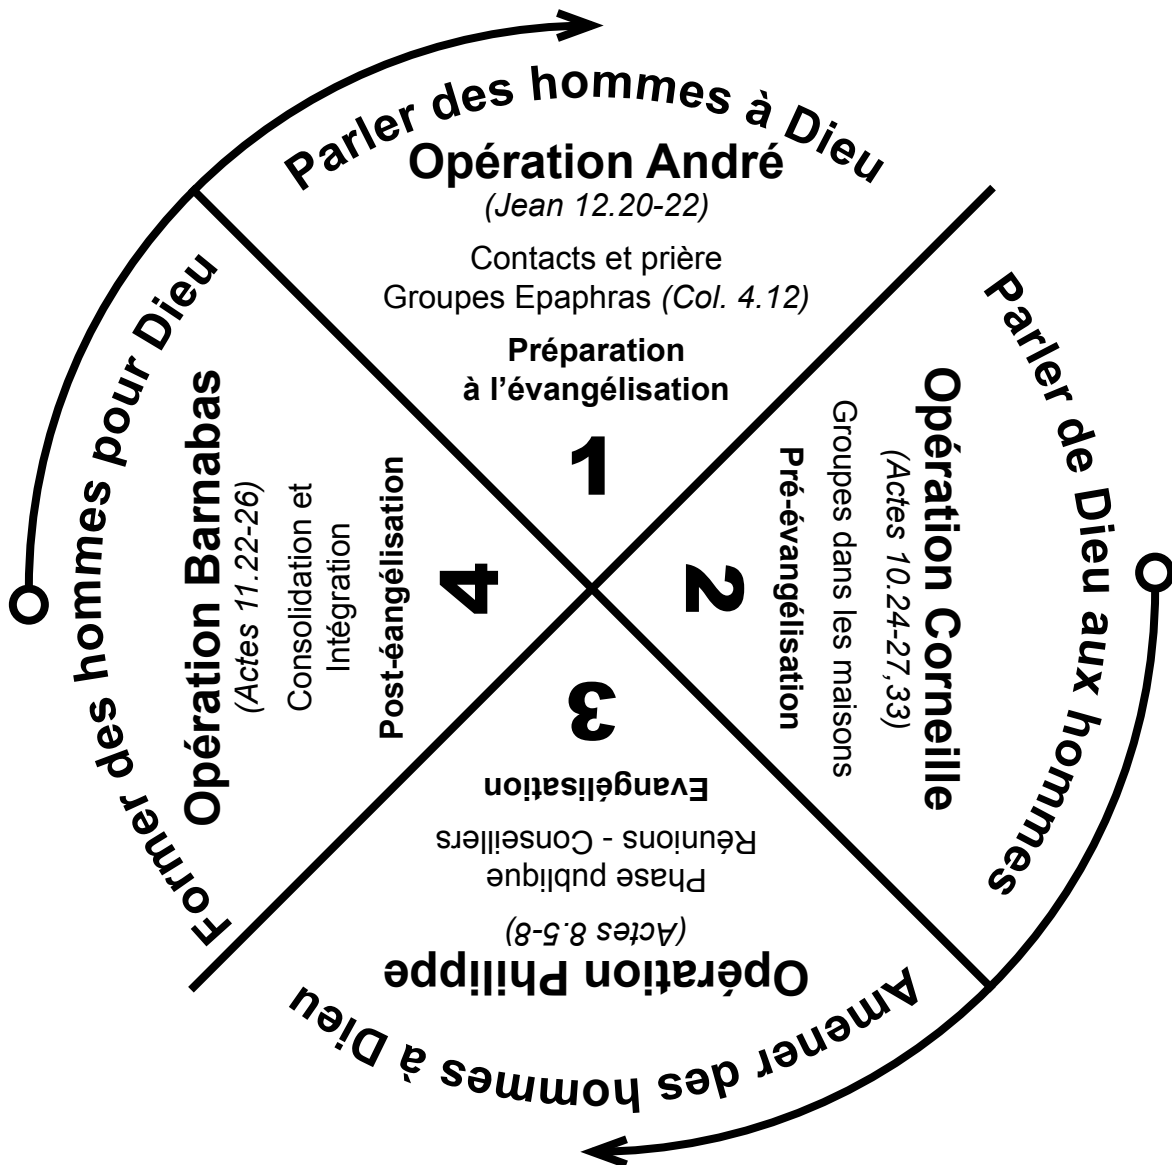 Parler des hommes à Dieu
Opération André
(Jean 12.20-22)
Contacts et prière
Groupes Epaphras (Col. 4.12)
Préparation
à l’évangélisation
1
Parler de Dieu aux hommes
Opération Corneille
(Actes 10.24-27,33)
Groupes dans les maisons
Pré-évangélisation
2
Amener des hommes à Dieu
Opération Philippe
(Actes 8.5-8)
Phase publique
Réunions - Conseillers
Evangélisation
3
Former des hommes pour Dieu
Opération Barnabas
(Actes 11.22-26)
Consolidation et
Intégration
Post-éangélisation
4